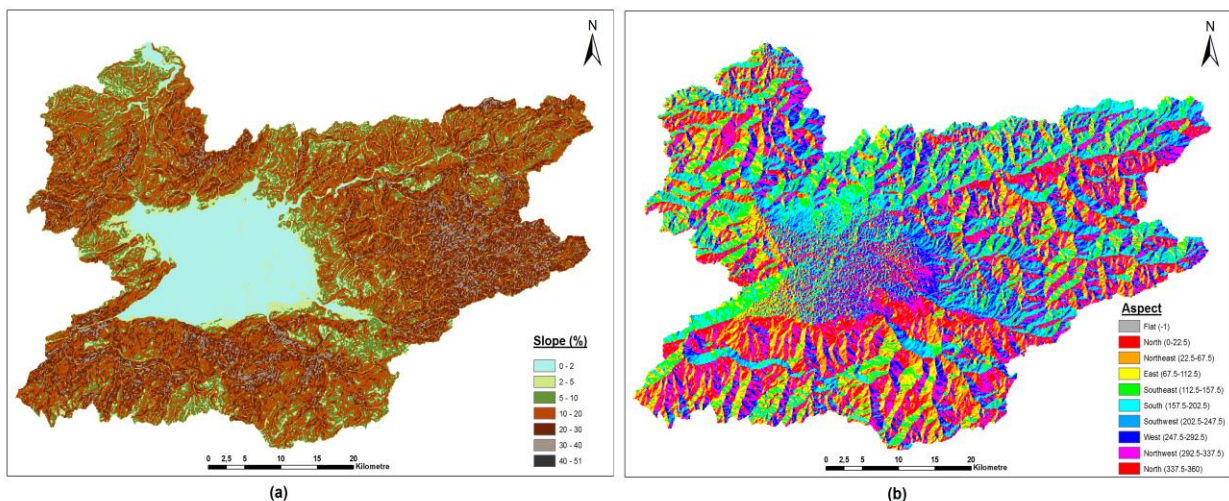 N
Slope (%)
0 - 2
2 - 5
5 - 10
10 - 20
20 - 30
30 - 40
40 - 51
0 2,5 5 10 15 20
Kilometre
(a)
N
Aspect
Flat (-1)
North (0-22.5)
Northeast (22.5-67.5)
East (67.5-112.5)
Southeast (112.5-157.5)
South (157.5-202.5)
Southwest (202.5-247.5)
West (247.5-292.5)
Northwest (292.5-337.5)
North (337.5-360)
0 2,5 5 10 15 20
Kilometre
(b)